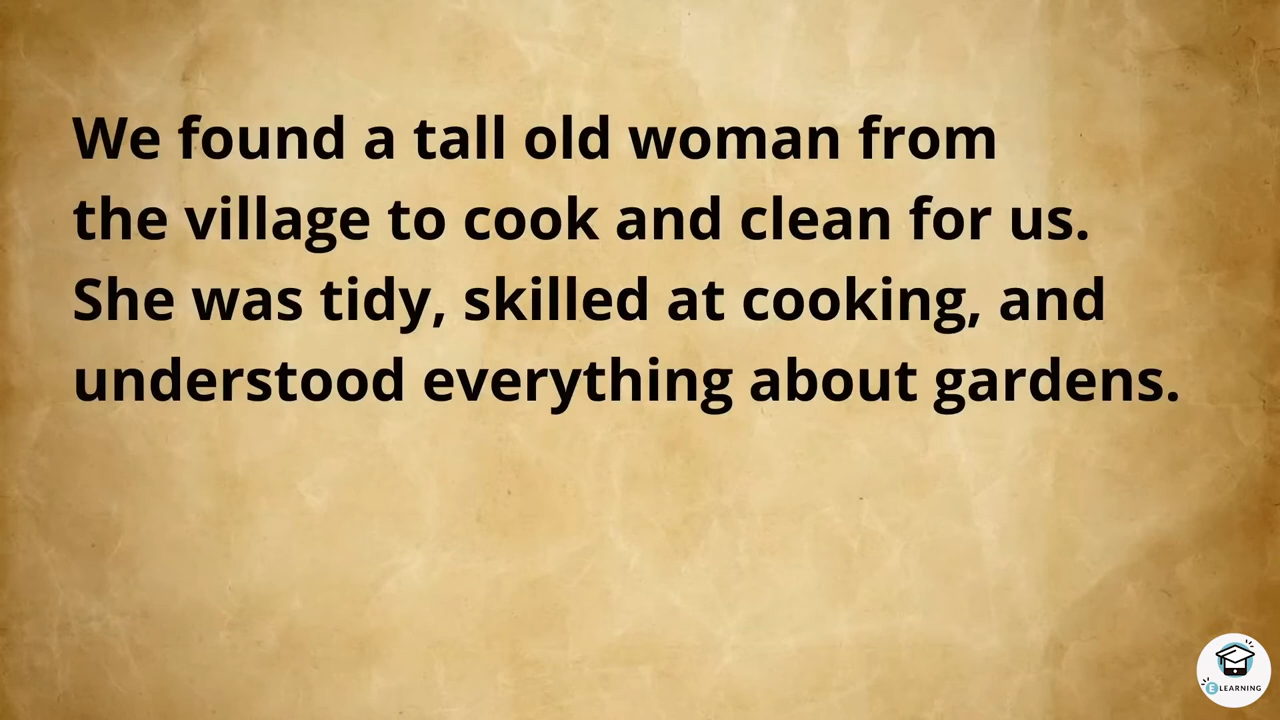 We found a tall old woman from
the village to cook and clean for us.
She was tidy, skilled at cooking, and
understood everything about gardens.
E LEARNING